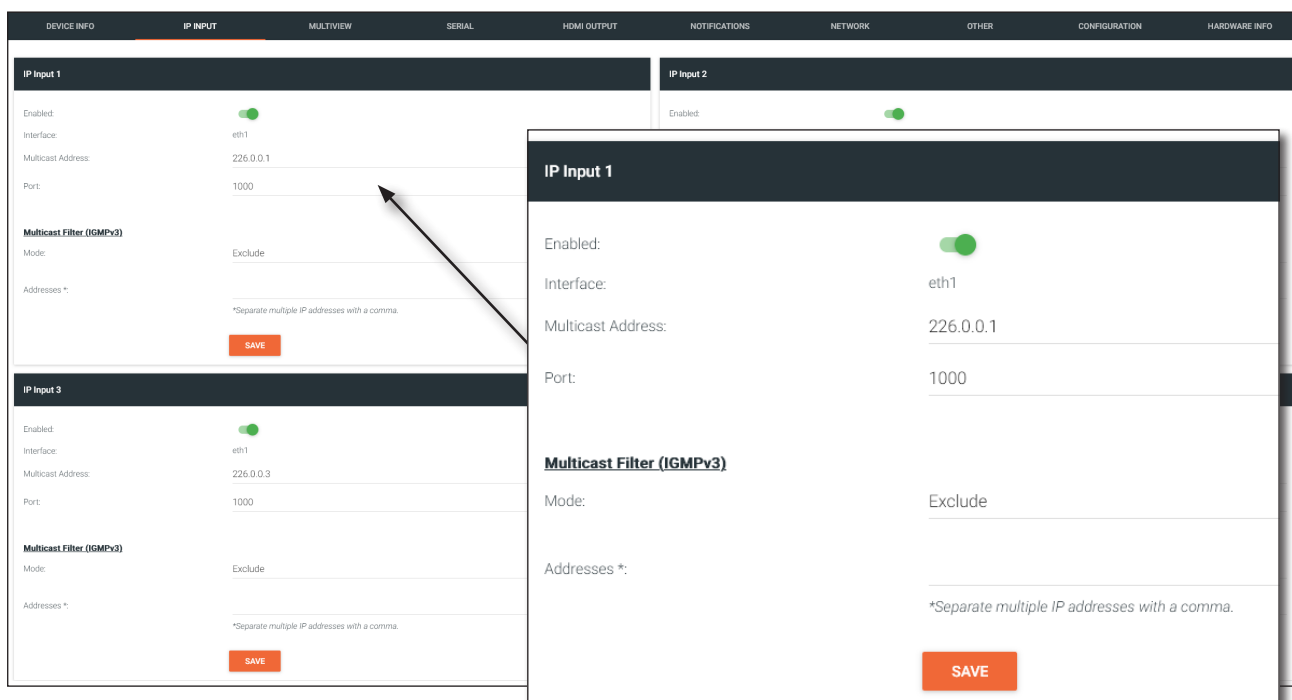 DEVICE INFO IP INPUT MULTIVIEW SERIAL HDMI OUTPUT NOTIFICATIONS NETWORK OTHER CONFIGURATION HARDWARE INFO
IP Input 1
Enabled:
Interface: eth1
Multicast Address: 226.0.0.1
Port: 1000
Multicast Filter (IGMPv3)
Mode: Exclude
Addresses *:
*Separate multiple IP addresses with a comma.
SAVE
IP Input 2
Enabled:
IP Input 3
Enabled:
Interface: eth1
Multicast Address: 226.0.0.3
Port: 1000
Multicast Filter (IGMPv3)
Mode: Exclude
Addresses *:
*Separate multiple IP addresses with a comma.
SAVE
IP Input 1
Enabled:
Interface: eth1
Multicast Address: 226.0.0.1
Port: 1000
Multicast Filter (IGMPv3)
Mode: Exclude
Addresses *:
*Separate multiple IP addresses with a comma.
SAVE